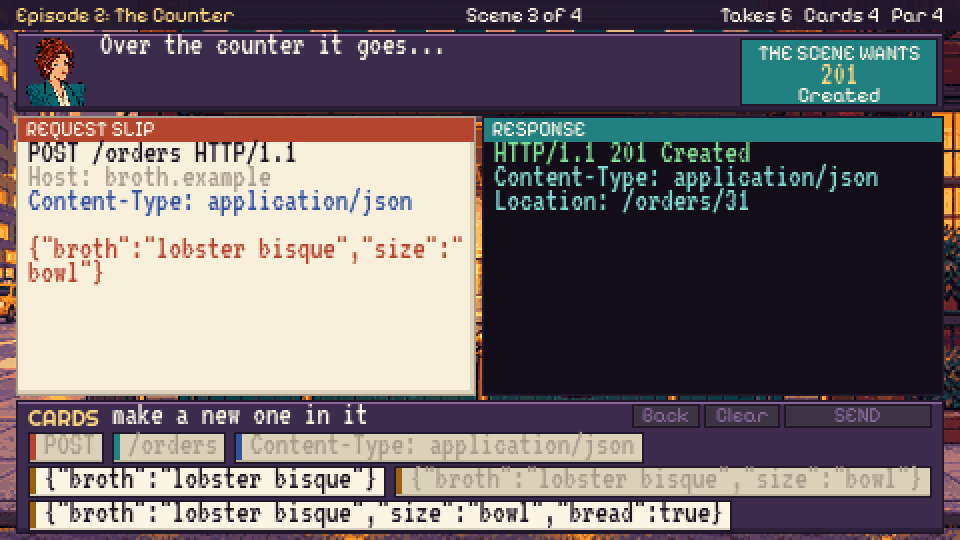 Episode 2: The Counter
Scene 3 of 4
Takes 6 Cards 4 Par 4
Over the counter it goes...
THE SCENE WANTS
201
Created
REQUEST SLIP
POST /orders HTTP/1.1
Host: broth.example
Content-Type: application/json
{"broth":"lobster bisque","size":"
bowl"}
RESPONSE
HTTP/1.1 201 Created
Content-Type: application/json
Location: /orders/31
CARDS make a new one in it
Back Clear SEND
POST /orders Content-Type: application/json
{"broth":"lobster bisque"} {"broth":"lobster bisque","size":"bowl"}
{"broth":"lobster bisque","size":"bowl","bread":true}